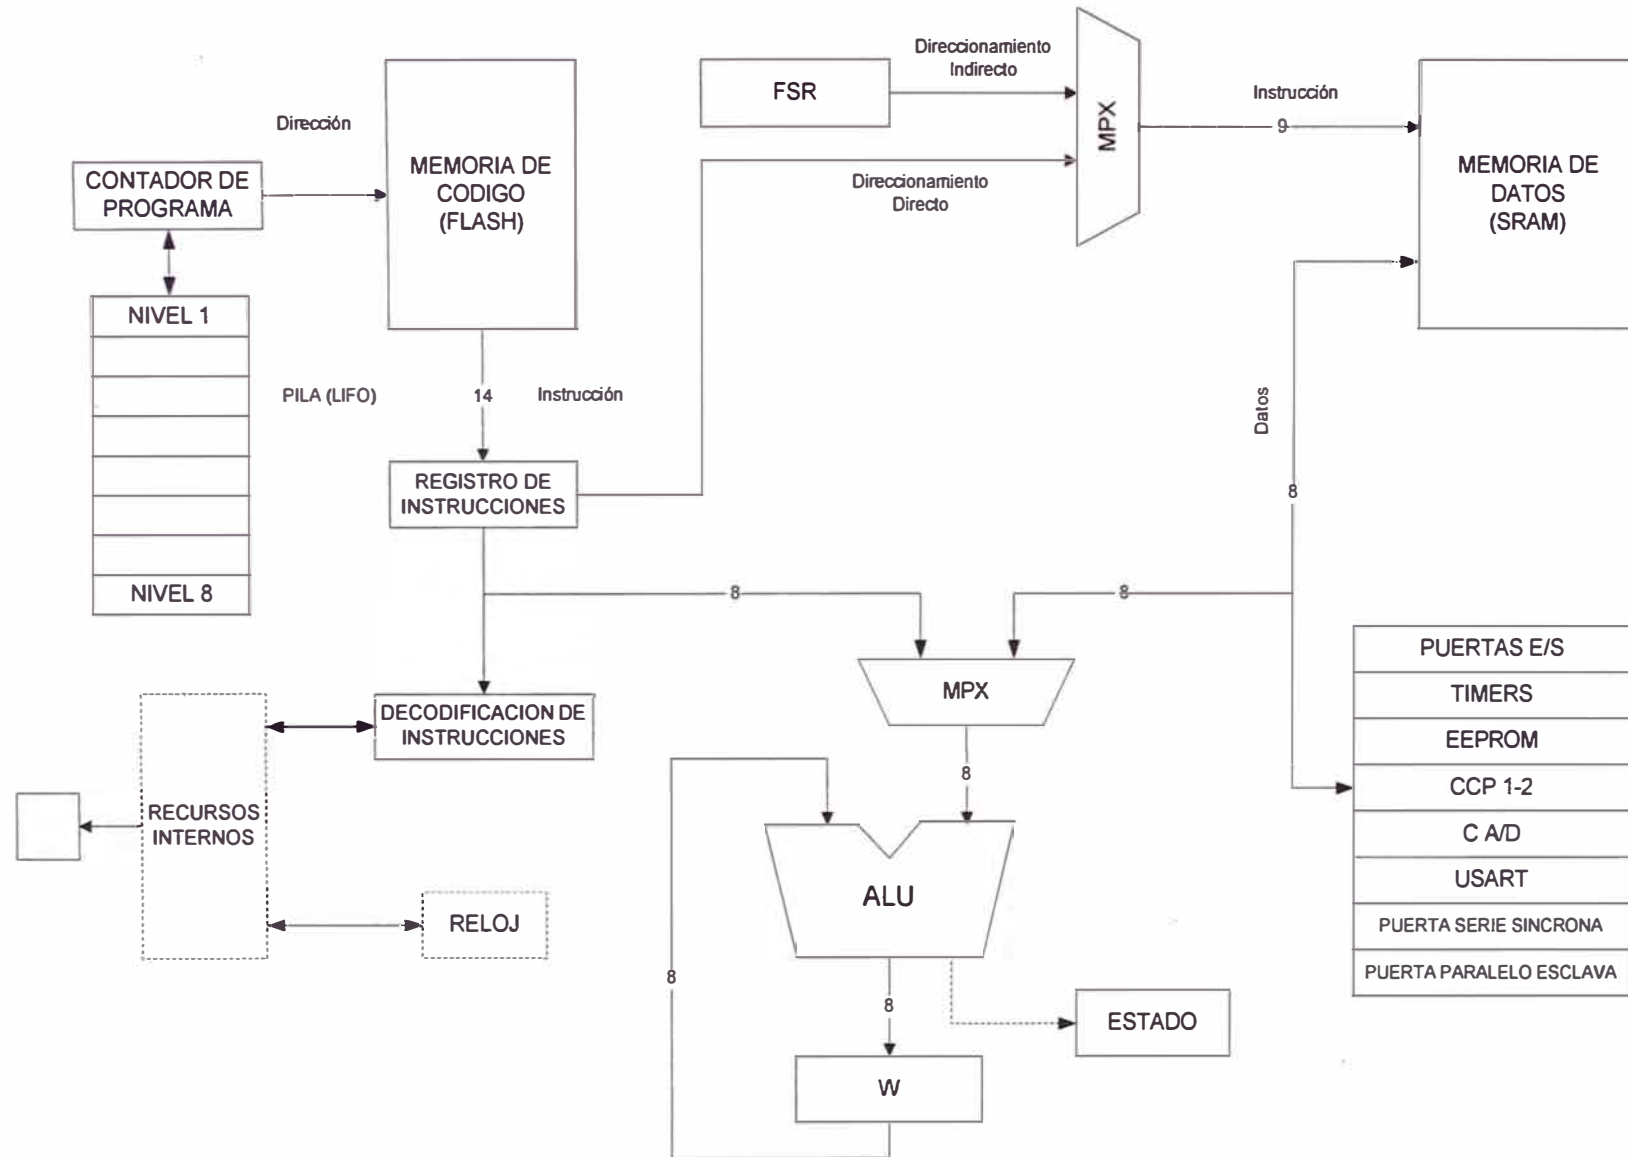 Direccionamiento
Indirecto
FSR
Instrucción
Dirección
MPX
9
MEMORIA DE
CODIGO
(FLASH)
MEMORIA DE
DATOS
(SRAM)
CONTADOR DE
PROGRAMA
Direccionamiento
Directo
NIVEL 1
PILA (LIFO)
14
Instrucción
Datos
REGISTRO DE
INSTRUCCIONES
8
NIVEL 8
8
8
PUERTAS E/S
TIMERS
EEPROM
CCP 1-2
C A/D
USART
PUERTA SERIE SINCRONA
PUERTA PARALELO ESCLAVA
MPX
DECODIFICACION DE
INSTRUCCIONES
8
RECURSOS
INTERNOS
ALU
RELOJ
8
8
ESTADO
W